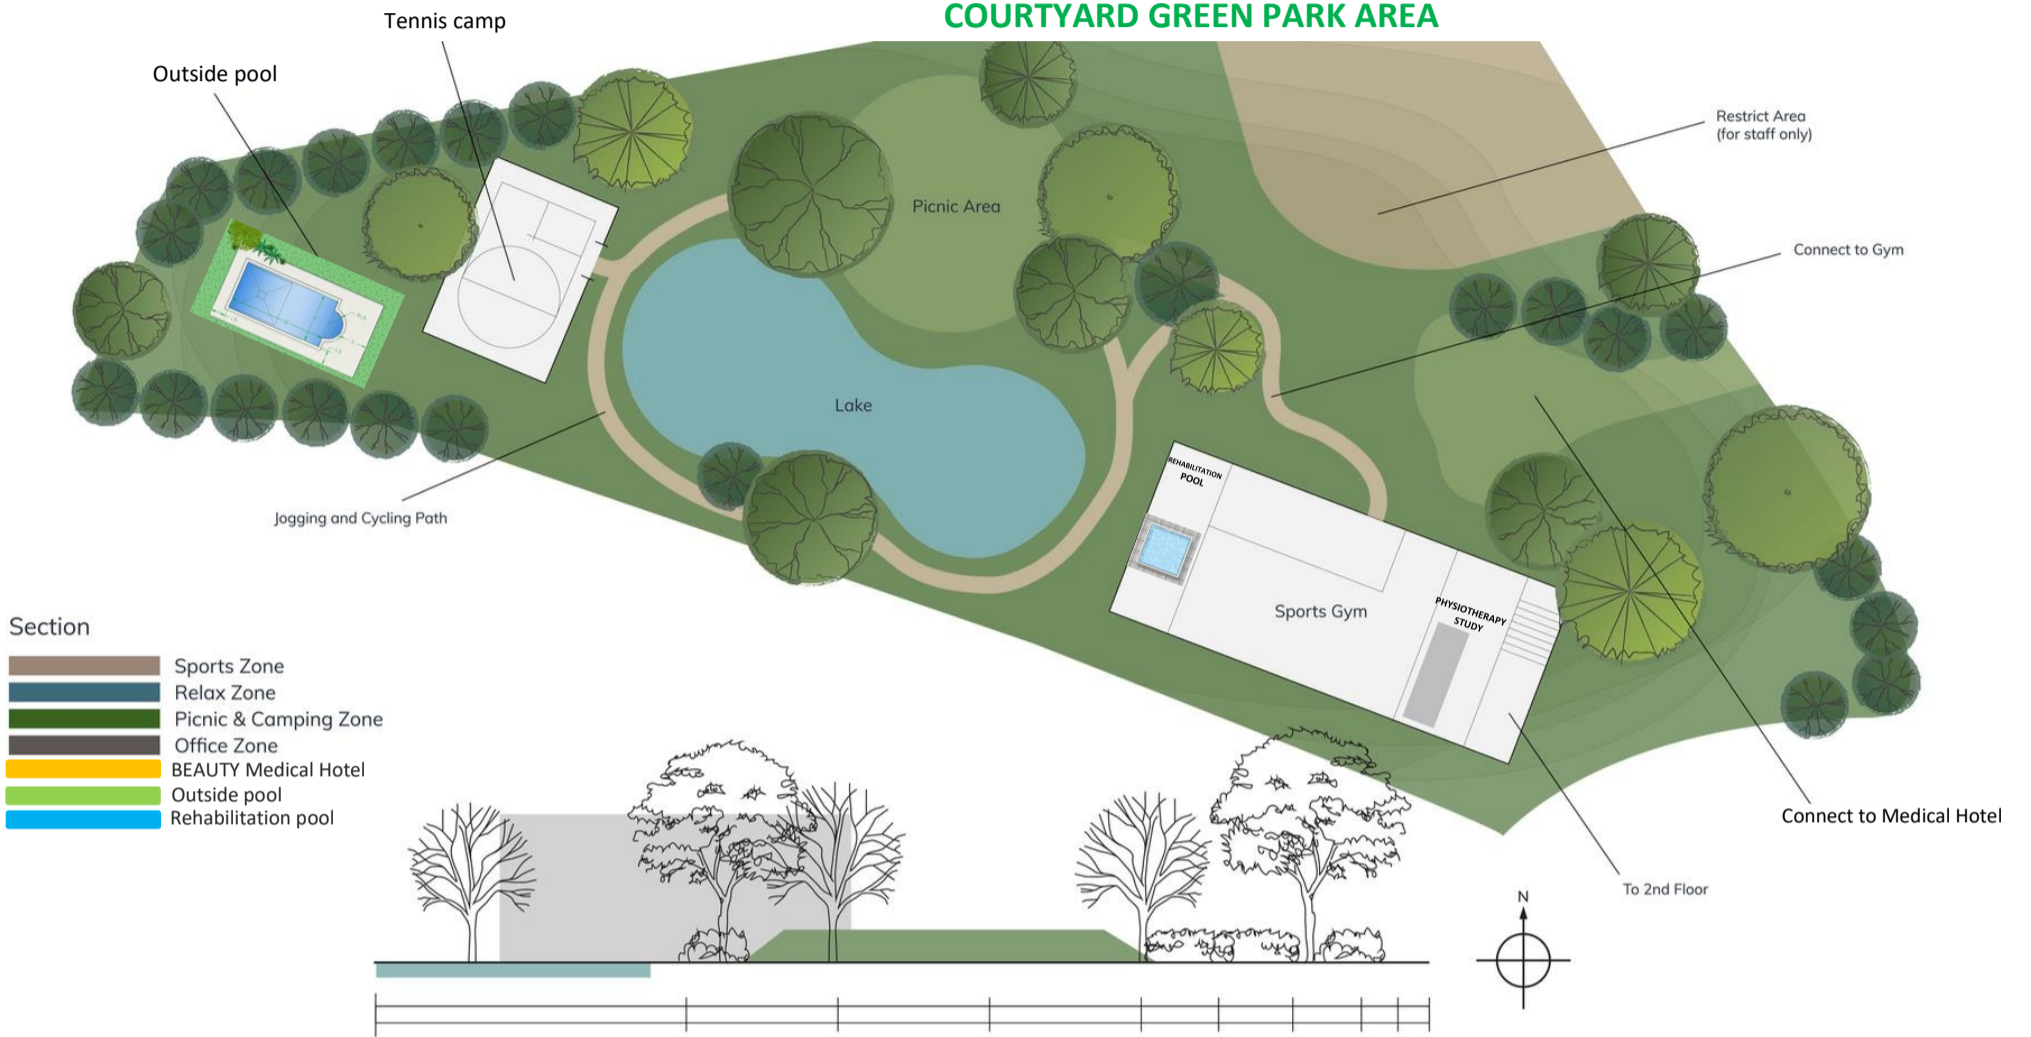 COURTYARD GREEN PARK AREA
Tennis camp
Outside pool
Restrict Area
(for staff only)
Picnic Area
Connect to Gym
Lake
REHABILITATION
POOL
Jogging and Cycling Path
Sports Gym
PHYSIOTHERAPY
STUDY
Section
Sports Zone
Relax Zone
Picnic & Camping Zone
Office Zone
BEAUTY Medical Hotel
Outside pool
Rehabilitation pool
Connect to Medical Hotel
To 2nd Floor
N